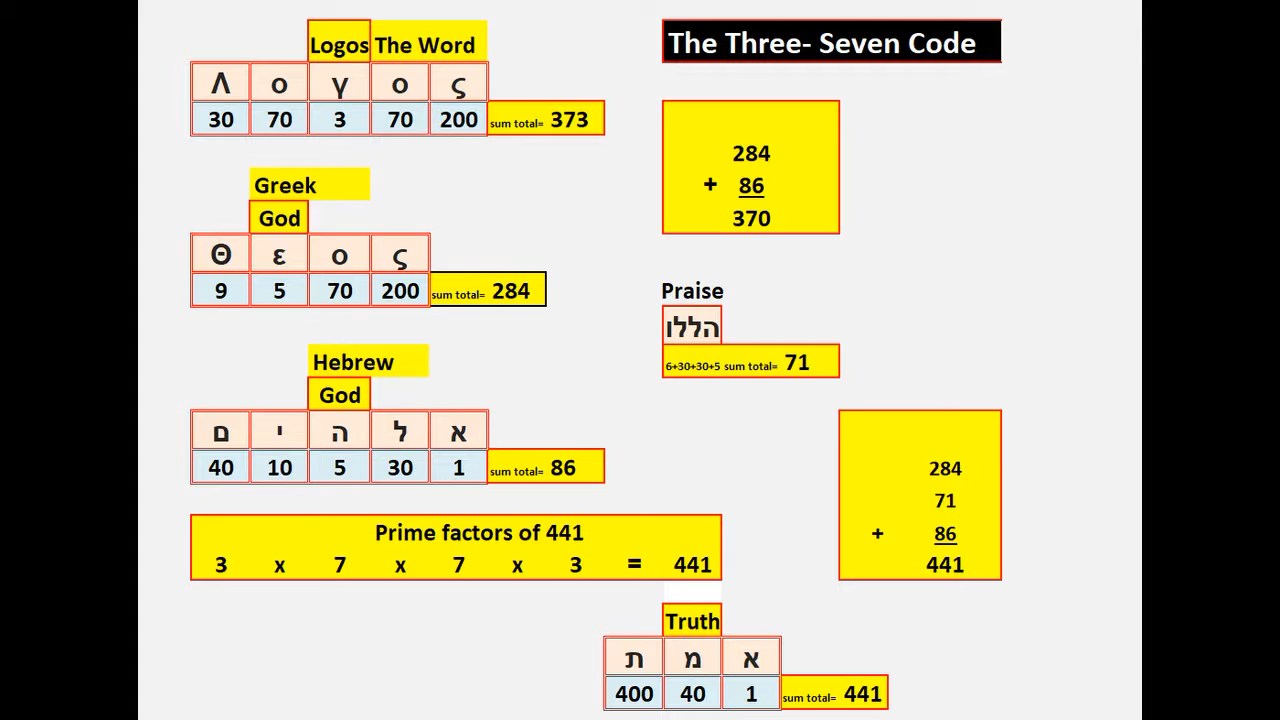 Logos The Word
Λ ο γ ο ς
30 70 3 70 200 sum total= 373
Greek
God
Θ ε ο ς
9 5 70 200 sum total= 284
Hebrew
God
ם י ה ל א
40 10 5 30 1 sum total= 86
Prime factors of 441
3 x 7 x 7 x 3 = 441
The Three- Seven Code
284
+ 86
370
Praise
הללו
6+30+30+5 sum total= 71
284
71
+ 86
441
Truth
ת מ א
400 40 1 sum total= 441